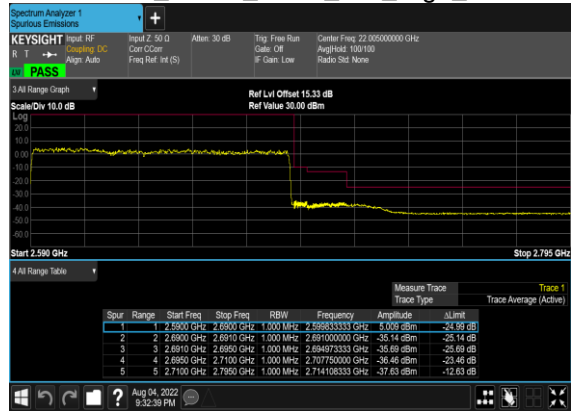 Spectrum Analyzer 1
Spurious Emissions
+
KEYSIGHT Input: RF Input Z: 50 Ω Atten: 30 dB Trig: Free Run Center Freq: 22.005000000 GHz
R T Coupling: DC Corr CCorr Gate: Off Avg|Hold: 100/100
Align: Auto Freq Ref: Int (S) IF Gain: Low Radio Std: None
PASS
3 All Range Graph Ref Lvl Offset 15.33 dB
Scale/Div 10.0 dB Ref Value 30.00 dBm
Log
20.0
10.0
0.00
-10.0
-20.0
-30.0
-40.0
-50.0
-60.0
Start 2.590 GHz Stop 2.795 GHz
4 All Range Table
Measure Trace Trace 1
Trace Type Trace Average (Active)
Spur Range Start Freq Stop Freq RBW Frequency Amplitude ΔLimit
1 1 2.5900 GHz 2.6900 GHz 1.000 MHz 2.599833333 GHz 5.009 dBm -24.99 dB
2 2 2.6900 GHz 2.6910 GHz 1.000 MHz 2.691000000 GHz -35.14 dBm -25.14 dB
3 3 2.6910 GHz 2.6950 GHz 1.000 MHz 2.694973333 GHz -35.69 dBm -25.69 dB
4 4 2.6950 GHz 2.7100 GHz 1.000 MHz 2.707750000 GHz -36.46 dBm -23.46 dB
5 5 2.7100 GHz 2.7950 GHz 1.000 MHz 2.714108333 GHz -37.63 dBm -12.63 dB
? Aug 04, 2022
9:32:39 PM